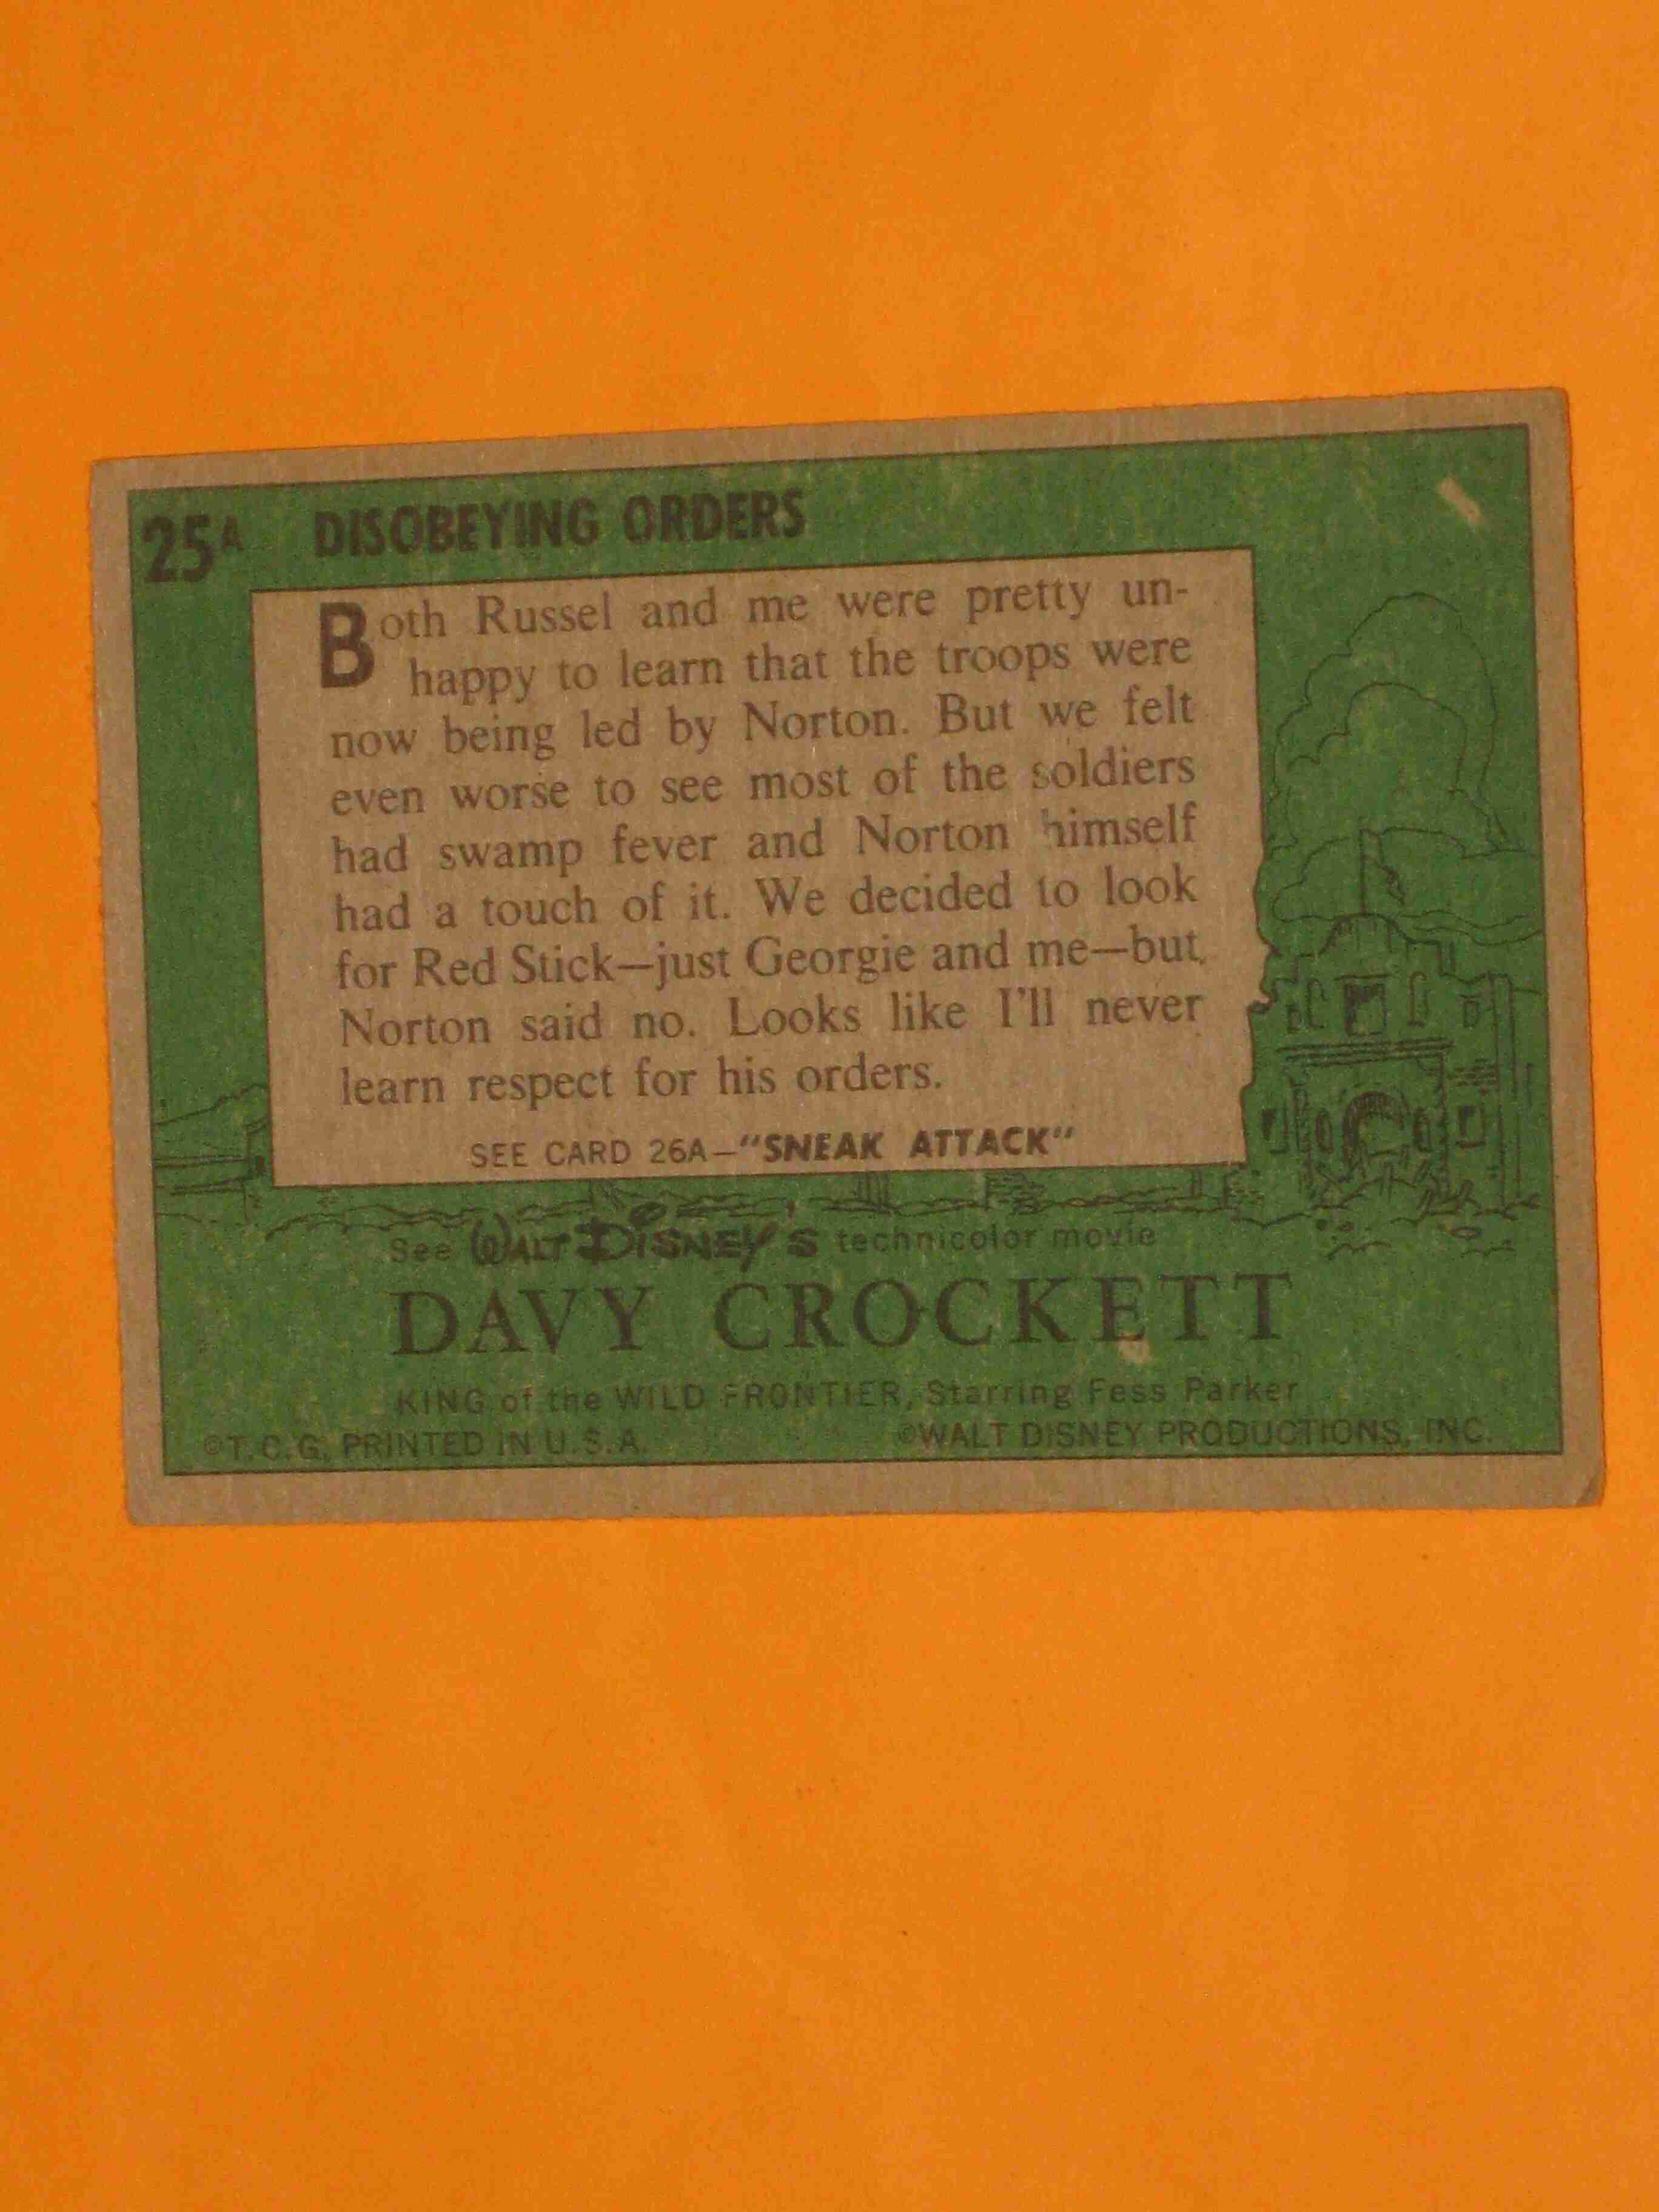 25A DISOBEYING ORDERS
Both Russel and me were pretty un-
happy to learn that the troops were
now being led by Norton. But we felt
even worse to see most of the soldiers
had swamp fever and Norton himself
had a touch of it. We decided to look
for Red Stick—just Georgie and me—but
Norton said no. Looks like I'll never
learn respect for his orders.
SEE CARD 26A—"SNEAK ATTACK"
See WALT DISNEY'S technicolor movie
DAVY CROCKETT
KING of the WILD FRONTIER, Starring Fess Parker
©T.C.G. PRINTED IN U.S.A. ©WALT DISNEY PRODUCTIONS, INC.